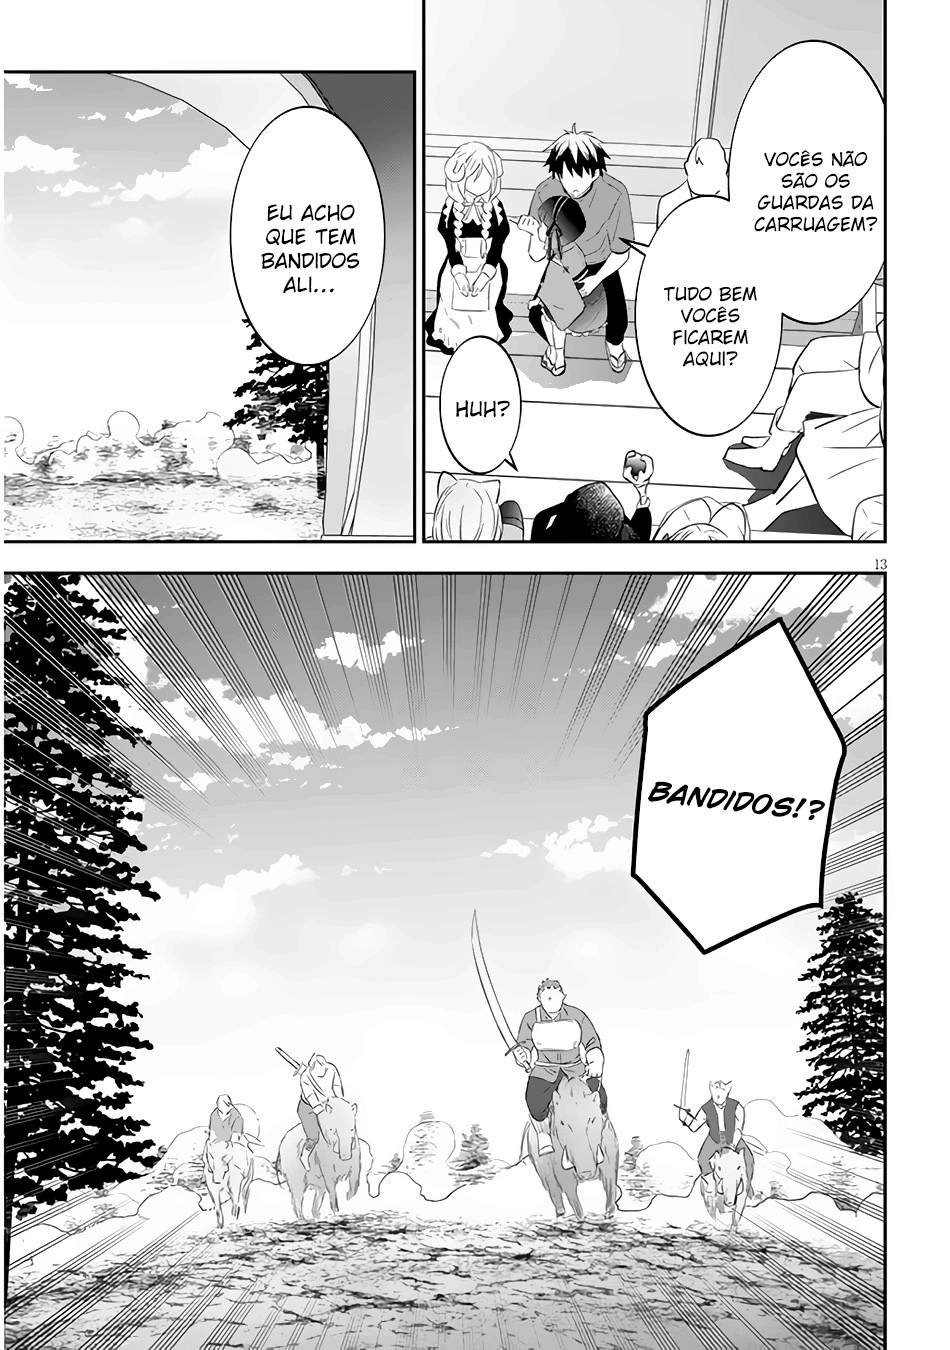 VOCÊS NÃO
SÃO OS
GUARDAS DA
CARRUAGEM?
TUDO BEM
VOCÊS
FICAREM
AQUI?
HUH?
EU ACHO
QUE TEM
BANDIDOS
ALI...
13
BANDIDOS!?